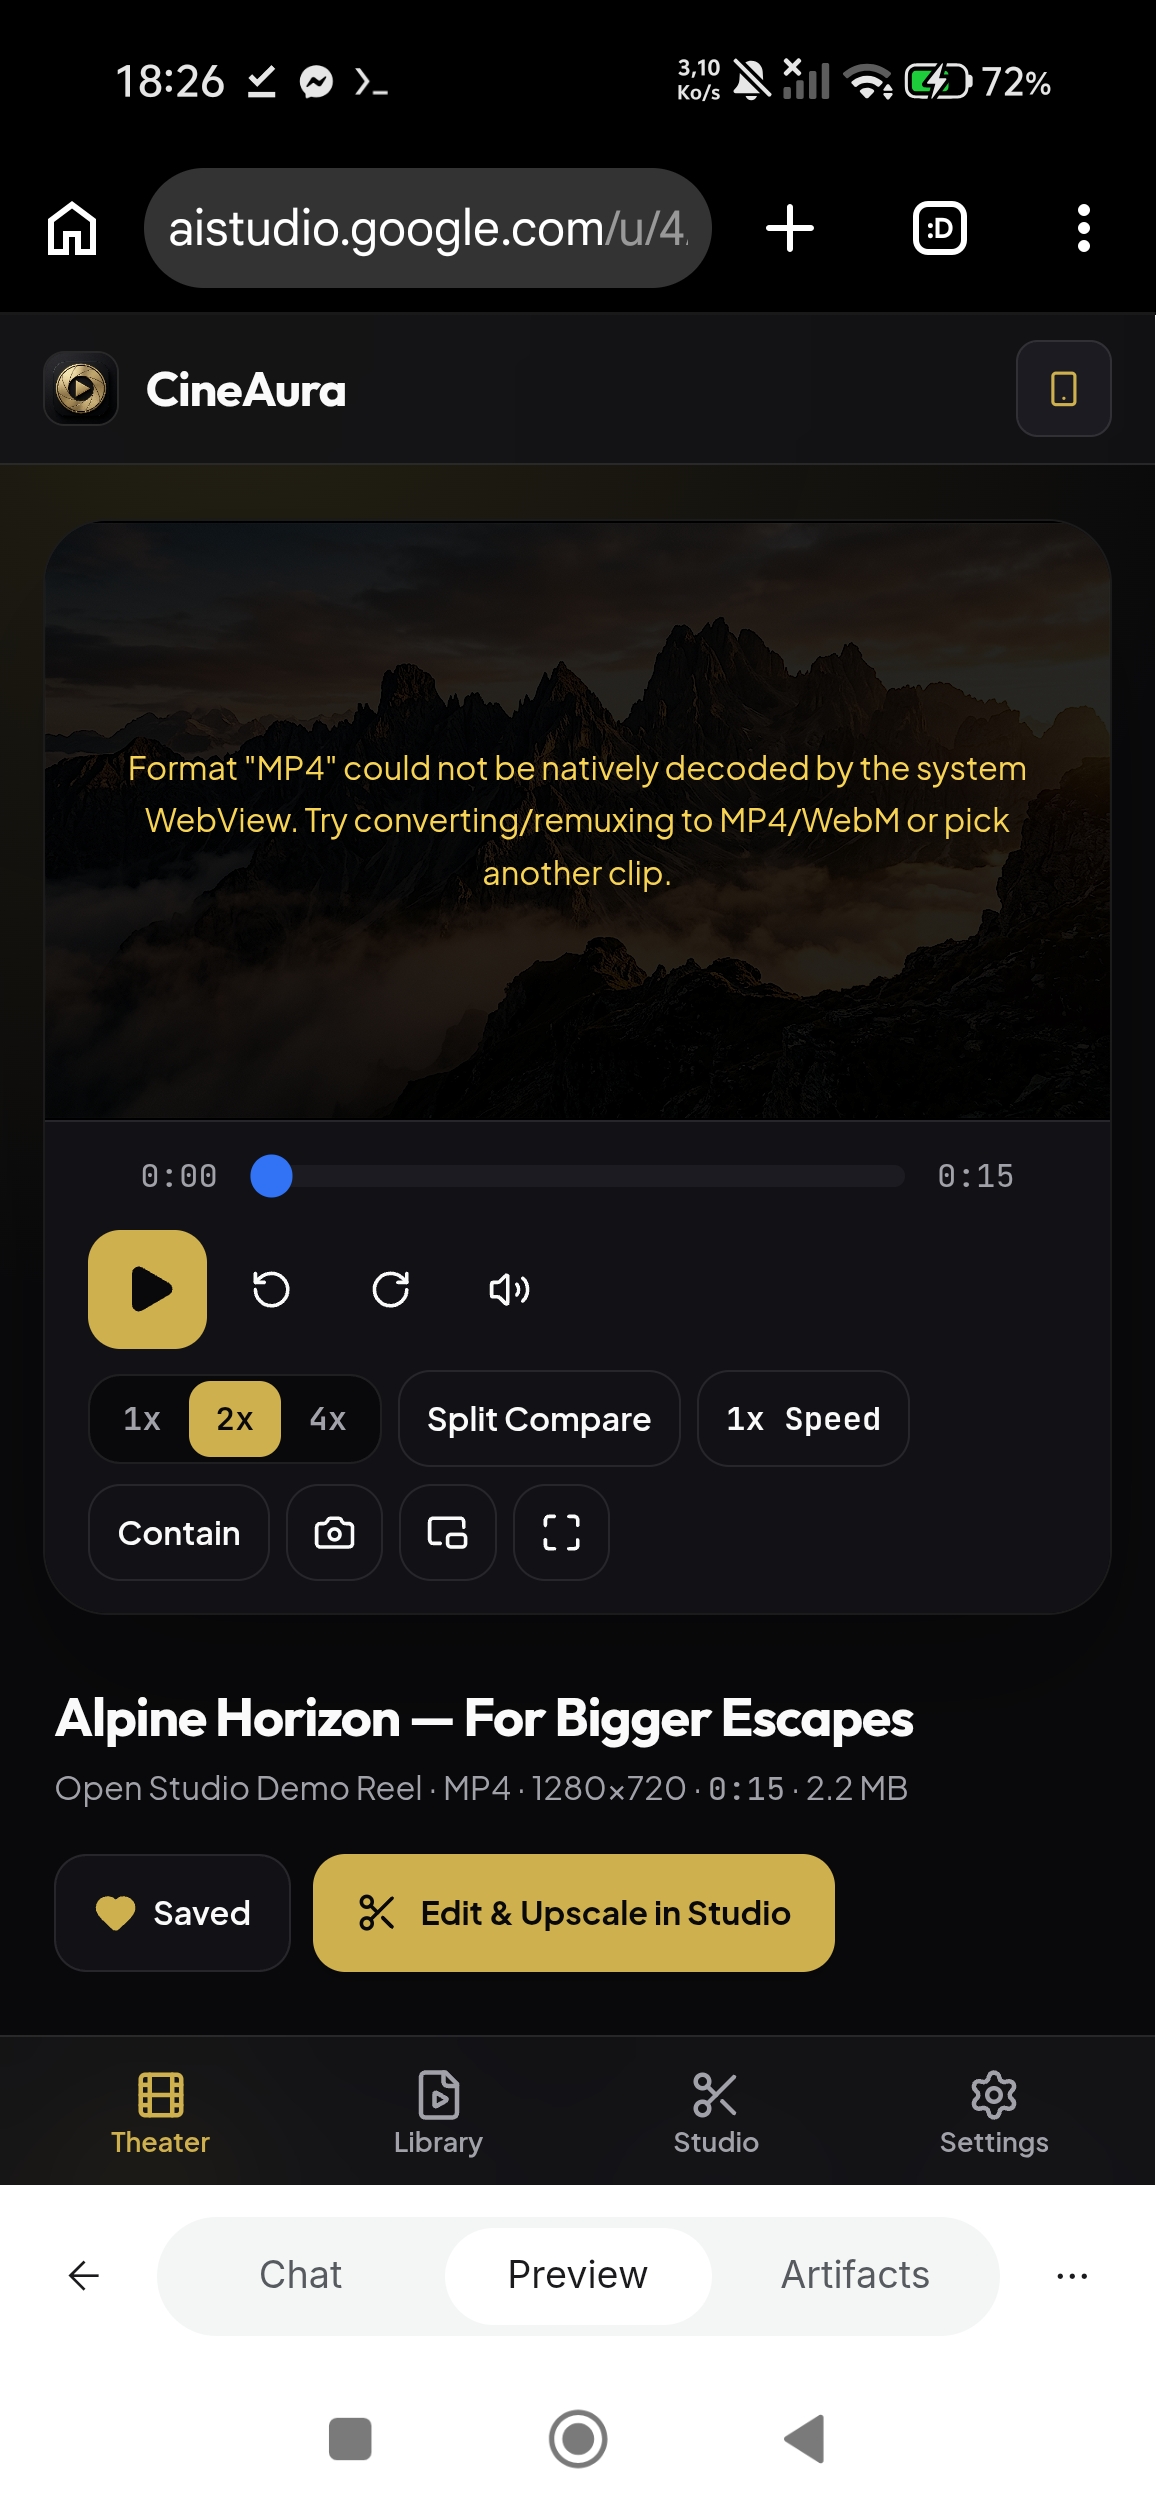 18:26
3,10 Ko/s
72%
aistudio.google.com/u/4
:D
CineAura
Format "MP4" could not be natively decoded by the system
WebView. Try converting/remuxing to MP4/WebM or pick
another clip.
0:00
0:15
1x 2x 4x Split Compare 1x Speed
Contain
Alpine Horizon — For Bigger Escapes
Open Studio Demo Reel · MP4 · 1280×720 · 0:15 · 2.2 MB
Saved
Edit & Upscale in Studio
Theater Library Studio Settings
Chat Preview Artifacts